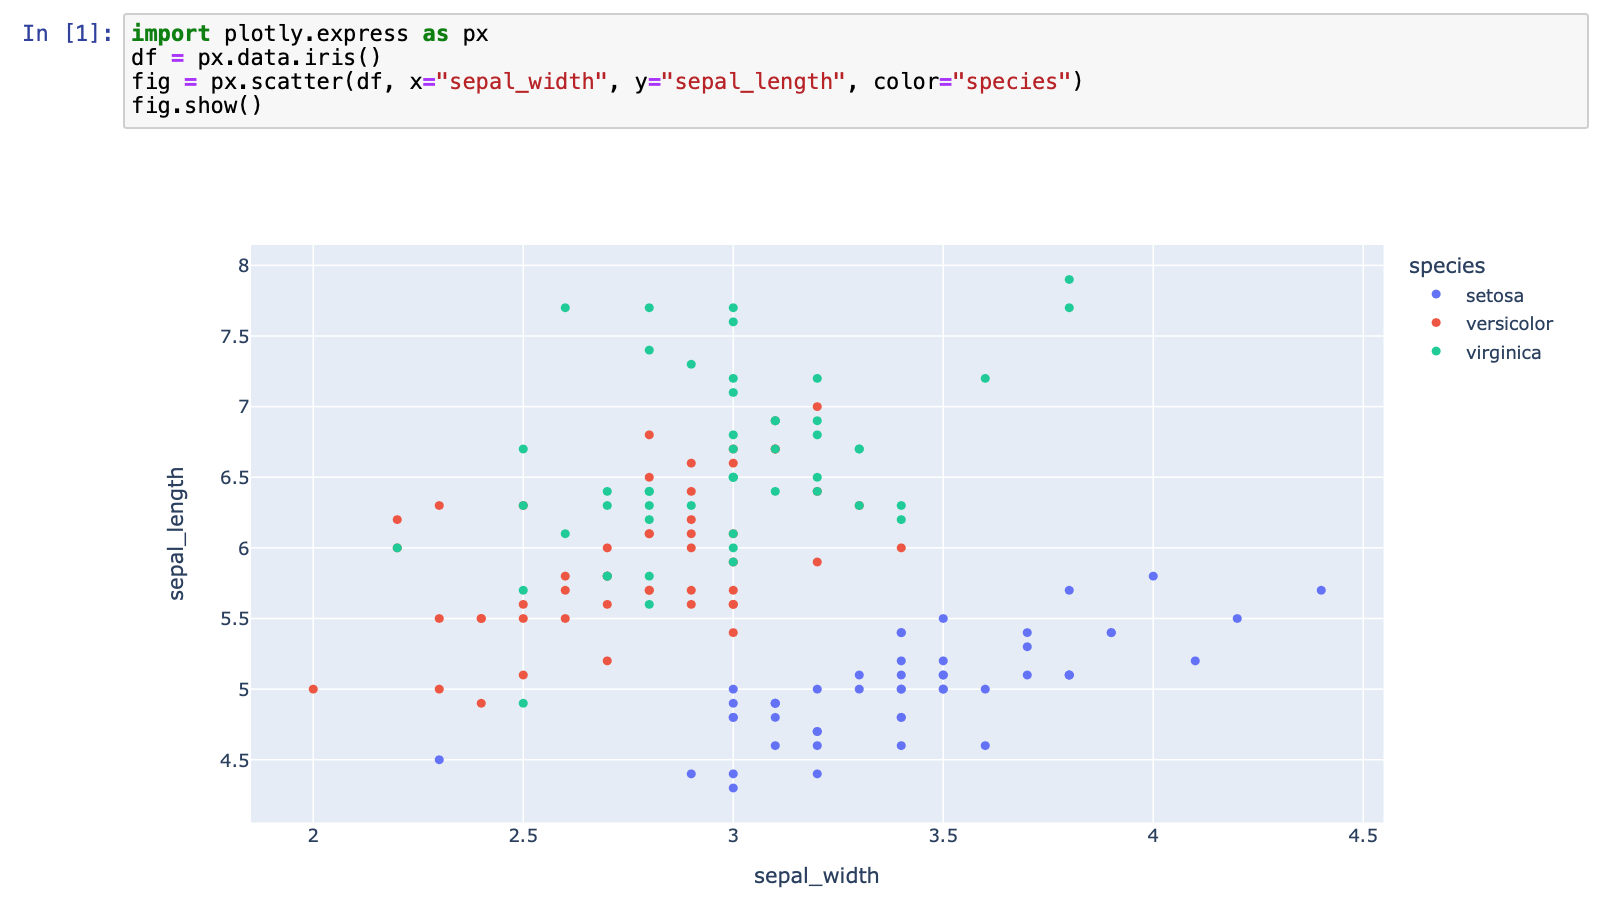 In [1]: import plotly.express as px
df = px.data.iris()
fig = px.scatter(df, x="sepal_width", y="sepal_length", color="species")
fig.show()
species
setosa
versicolor
virginica
sepal_length
8
7.5
7
6.5
6
5.5
5
4.5
2 2.5 3 3.5 4 4.5
sepal_width